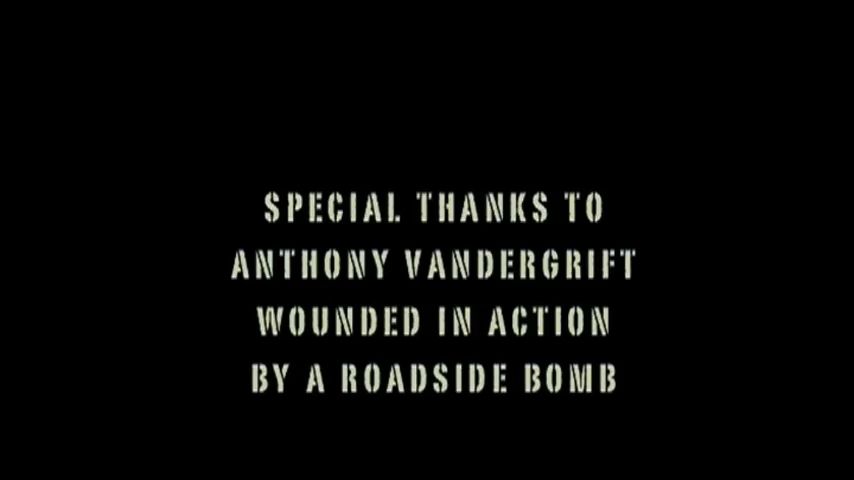 SPECIAL THANKS TO
ANTHONY VANDERGRIFT
WOUNDED IN ACTION
BY A ROADSIDE BOMB